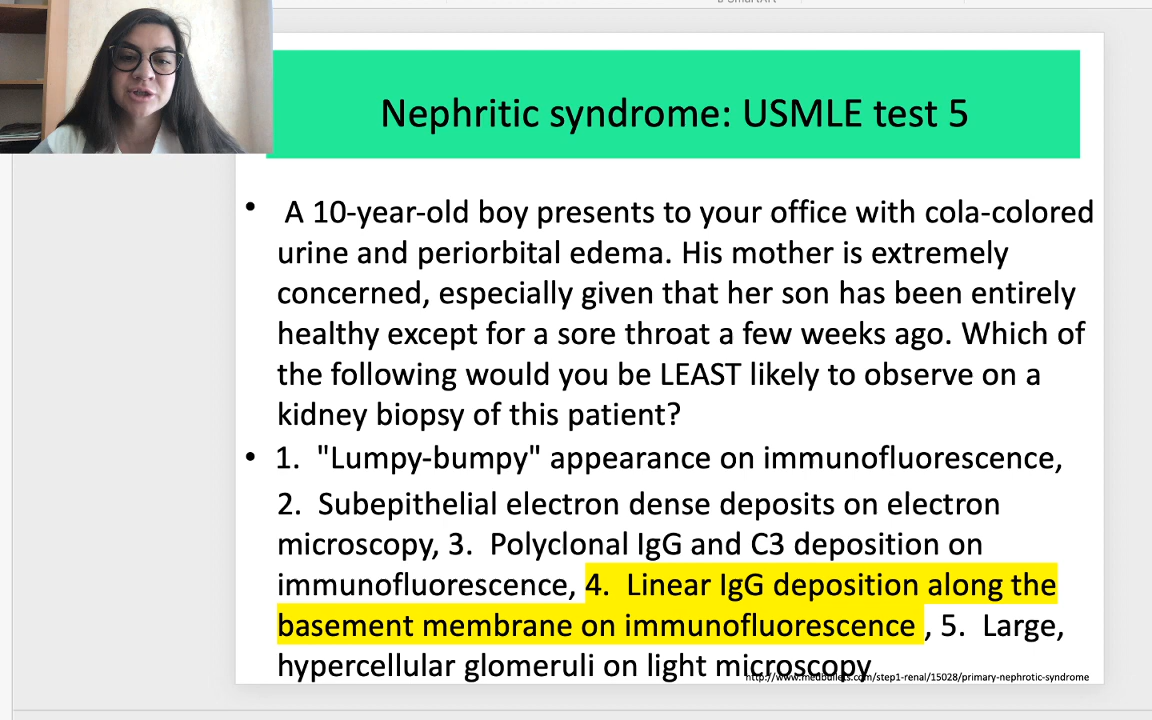 Nephritic syndrome: USMLE test 5
• A 10-year-old boy presents to your office with cola-colored
urine and periorbital edema. His mother is extremely
concerned, especially given that her son has been entirely
healthy except for a sore throat a few weeks ago. Which of
the following would you be LEAST likely to observe on a
kidney biopsy of this patient?
• 1. "Lumpy-bumpy" appearance on immunofluorescence,
2. Subepithelial electron dense deposits on electron
microscopy, 3. Polyclonal IgG and C3 deposition on
immunofluorescence, 4. Linear IgG deposition along the
basement membrane on immunofluorescence , 5. Large,
hypercellular glomeruli on light microscopy
http://www.medbullets.com/step1-renal/15028/primary-nephrotic-syndrome